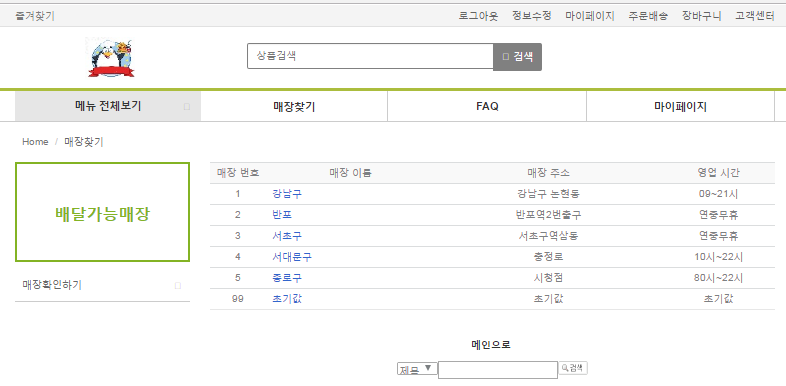 즐겨찾기 로그아웃 정보수정 마이페이지 주문배송 장바구니 고객센터
상품검색 검색
메뉴 전체보기 매장찾기 FAQ 마이페이지
Home / 매장찾기
배달가능매장
매장확인하기
매장 번호 매장 이름 매장 주소 영업 시간
1 강남구 강남구 논현동 09~21시
2 반포 반포역2번출구 연중무휴
3 서초구 서초구역삼동 연중무휴
4 서대문구 충정로 10시~22시
5 종로구 시청점 80시~22시
99 초기값 초기값 초기값
메인으로
제목 검색